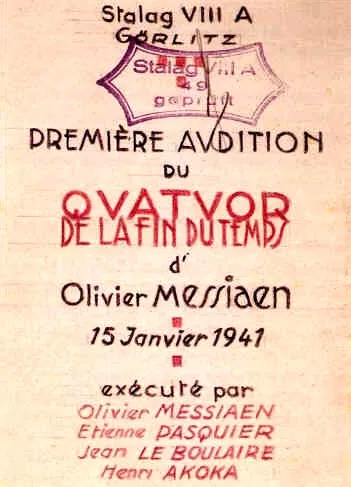 Stalag VIII A
GÖRLITZ
Stalag VIII A
49
geprüft
PREMIÈRE AVDITION
DU
QVATVOR
DE LA FIN DU TEMPS
d'
Olivier Messiaen
15 Janvier 1941
exécuté par
Olivier MESSIAEN
Etienne PASQUIER
Jean LE BOULAIRE
Henri AKOKA